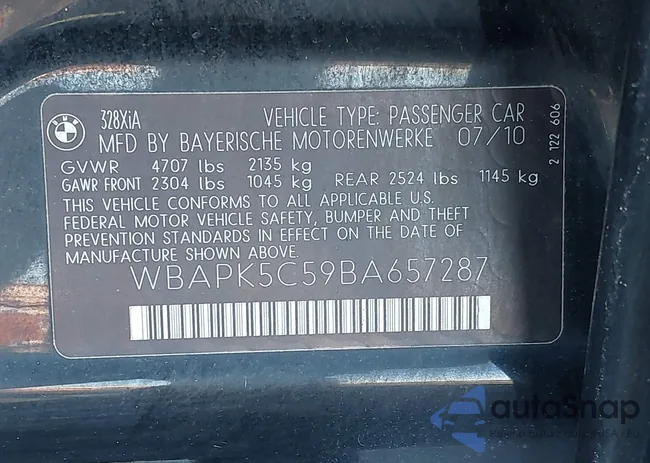 BMW
328XiA VEHICLE TYPE: PASSENGER CAR
MFD BY BAYERISCHE MOTORENWERKE 07/10
GVWR 4707 lbs 2135 kg
GAWR FRONT 2304 lbs 1045 kg REAR 2524 lbs 1145 kg
THIS VEHICLE CONFORMS TO ALL APPLICABLE U.S.
FEDERAL MOTOR VEHICLE SAFETY, BUMPER AND THEFT
PREVENTION STANDARDS IN EFFECT ON THE DATE OF
MANUFACTURE SHOWN ABOVE.
WBAPK5C59BA657287
2 122 606
autoSnap